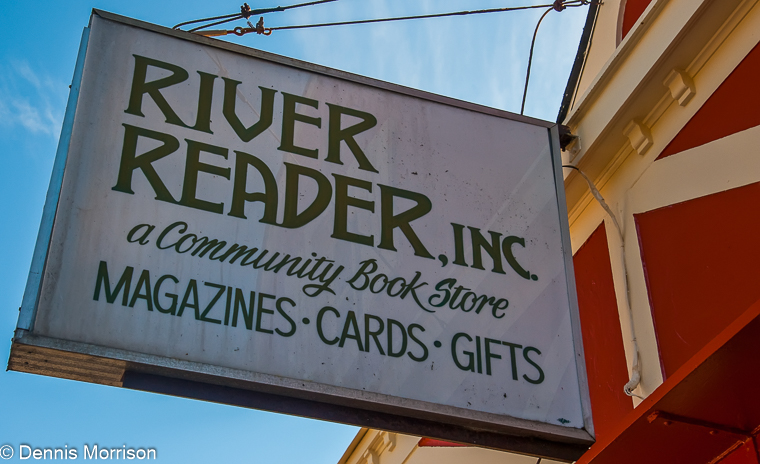 RIVER
READER, INC.
a Community Book Store
MAGAZINES · CARDS · GIFTS
© Dennis Morrison